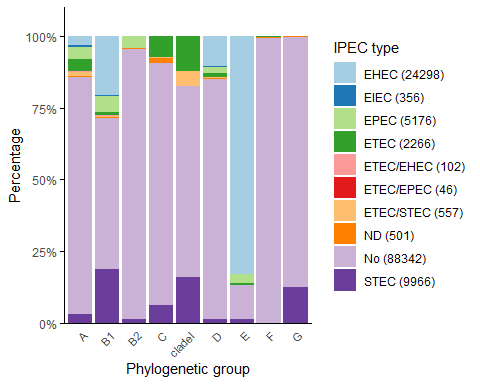 IPEC type
EHEC (24298)
EIEC (356)
EPEC (5176)
ETEC (2266)
ETEC/EHEC (102)
ETEC/EPEC (46)
ETEC/STEC (557)
ND (501)
No (88342)
STEC (9966)
Percentage
100%
75%
50%
25%
0%
A
B1
B2
C
cladeI
D
E
F
G
Phylogenetic group